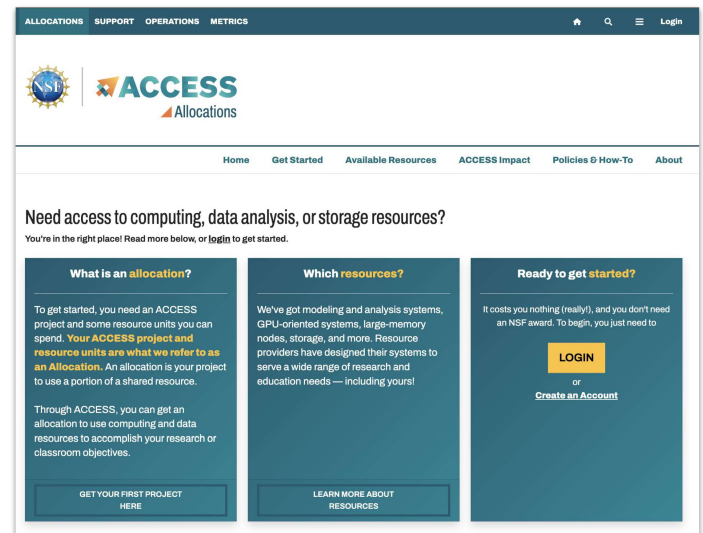 ALLOCATIONS SUPPORT OPERATIONS METRICS Login
NSF ACCESS
Allocations
Home Get Started Available Resources ACCESS Impact Policies & How-To About
Need access to computing, data analysis, or storage resources?
You're in the right place! Read more below, or login to get started.
What is an allocation?
To get started, you need an ACCESS
project and some resource units you can
spend. Your ACCESS project and
resource units are what we refer to as
an Allocation. An allocation is your project
to use a portion of a shared resource.
Through ACCESS, you can get an
allocation to use computing and data
resources to accomplish your research or
classroom objectives.
GET YOUR FIRST PROJECT
HERE
Which resources?
We've got modeling and analysis systems,
GPU-oriented systems, large-memory
nodes, storage, and more. Resource
providers have designed their systems to
serve a wide range of research and
education needs — including yours!
LEARN MORE ABOUT
RESOURCES
Ready to get started?
It costs you nothing (really!), and you don't need
an NSF award. To begin, you just need to
LOGIN
or
Create an Account